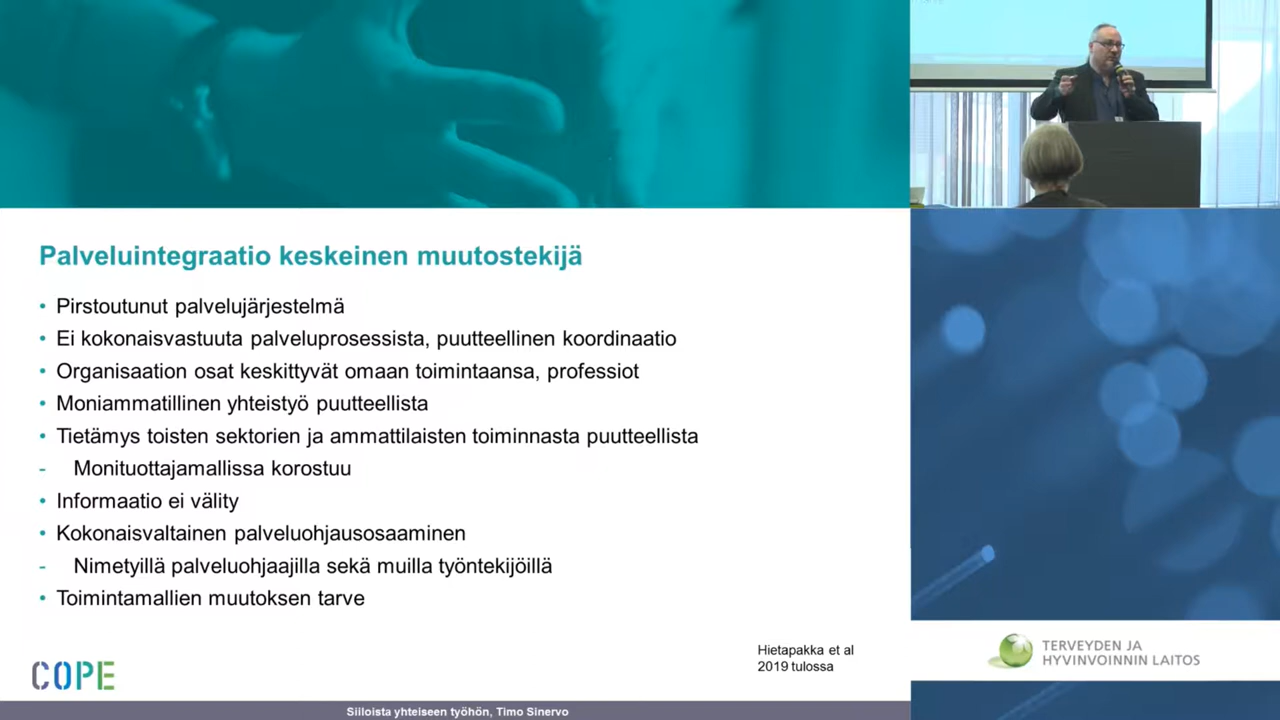 Palveluintegraatio keskeinen muutostekijä
• Pirstoutunut palvelujärjestelmä
• Ei kokonaisvastuuta palveluprosessista, puutteellinen koordinaatio
• Organisaation osat keskittyvät omaan toimintaansa, professiot
• Moniammatillinen yhteistyö puutteellista
• Tietämys toisten sektorien ja ammattilaisten toiminnasta puutteellista
- Monituottajamallissa korostuu
• Informaatio ei välity
• Kokonaisvaltainen palveluohjausosaaminen
- Nimetyillä palveluohjaajilla sekä muilla työntekijöillä
• Toimintamallien muutoksen tarve
Hietapakka et al
2019 tulossa
COPE
Siiloista yhteiseen työhön, Timo Sinervo
TERVEYDEN JA
HYVINVOINNIN LAITOS